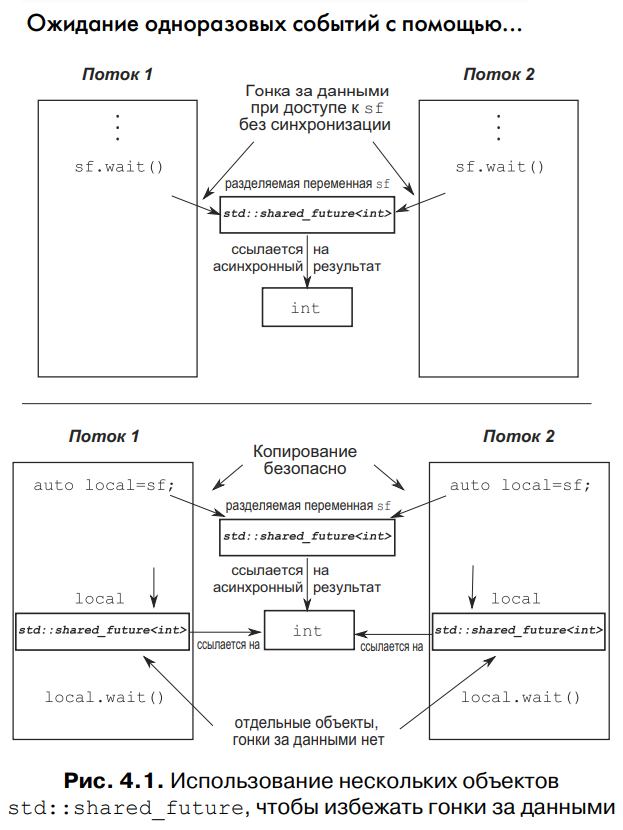 Ожидание одноразовых событий с помощью...
Поток 1
Гонка за данными
при доступе к sf
без синхронизации
Поток 2
sf.wait()
sf.wait()
разделяемая переменная sf
std::shared_future<int>
ссылается на
асинхронный результат
int
Поток 1
Копирование
безопасно
Поток 2
auto local=sf;
auto local=sf;
разделяемая переменная sf
std::shared_future<int>
ссылается на
асинхронный результат
local
local
std::shared_future<int>
int
std::shared_future<int>
ссылается на
ссылается на
local.wait()
local.wait()
отдельные объекты,
гонки за данными нет
Рис. 4.1. Использование нескольких объектов
std::shared_future, чтобы избежать гонки за данными